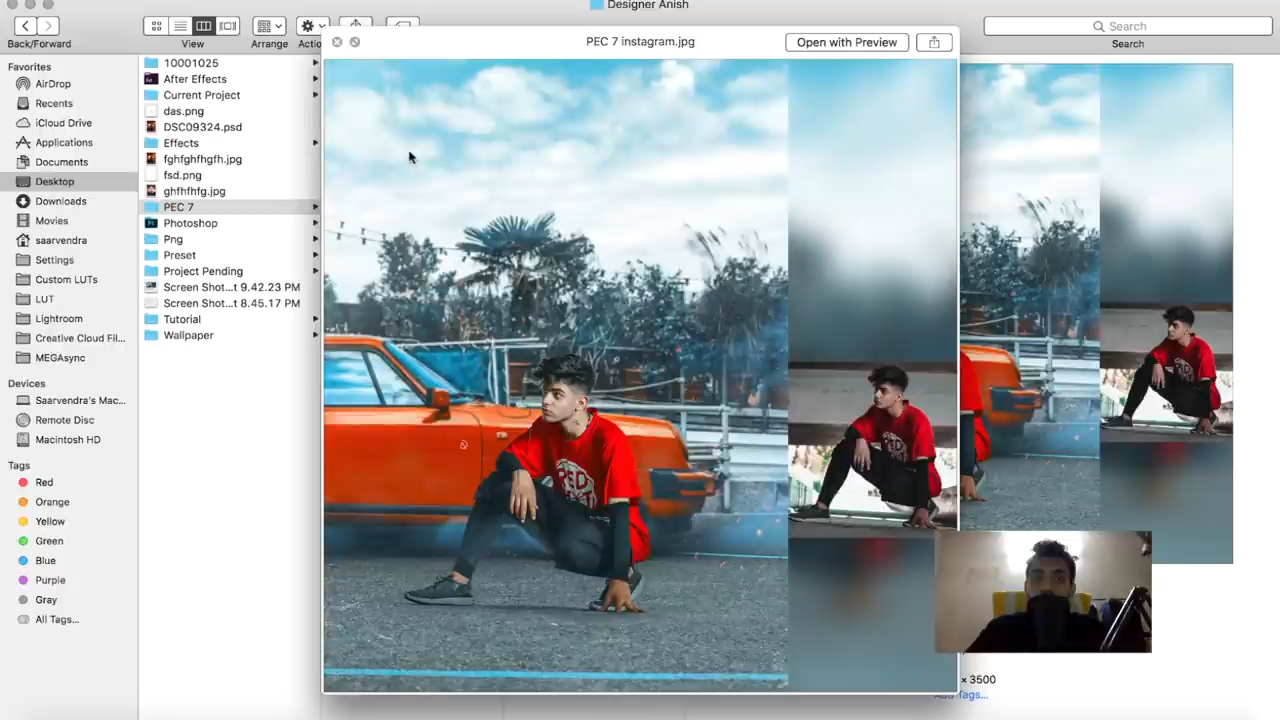 Designer Anish
Back/Forward
View
Arrange
Search
Search
PEC 7 instagram.jpg
Open with Preview
Favorites
AirDrop
Recents
iCloud Drive
Applications
Documents
Desktop
Downloads
Movies
saarvendra
Settings
Custom LUTs
LUT
Lightroom
Creative Cloud Fil...
MEGAsync
Devices
Saarvendra's Mac...
Remote Disc
Macintosh HD
Tags
Red
Orange
Yellow
Green
Blue
Purple
Gray
All Tags...
10001025
After Effects
Current Project
das.png
DSC09324.psd
Effects
fghfghfhgfh.jpg
fsd.png
ghfhfhfg.jpg
PEC 7
Photoshop
Png
Preset
Project Pending
Screen Shot...t 9.42.23 PM
Screen Shot...t 8.45.17 PM
Tutorial
Wallpaper
RED
× 3500
Tags...